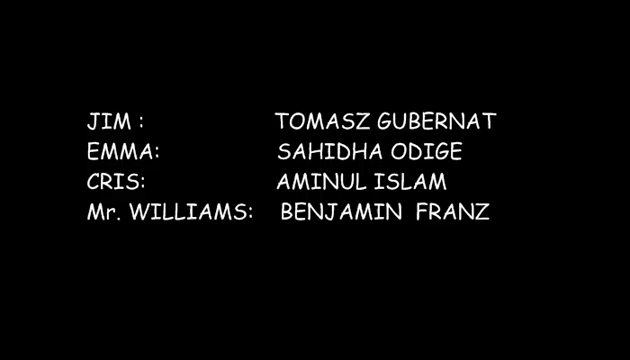 JIM : TOMASZ GUBERNAT
EMMA: SAHIDHA ODIGE
CRIS: AMINUL ISLAM
Mr. WILLIAMS: BENJAMIN FRANZ